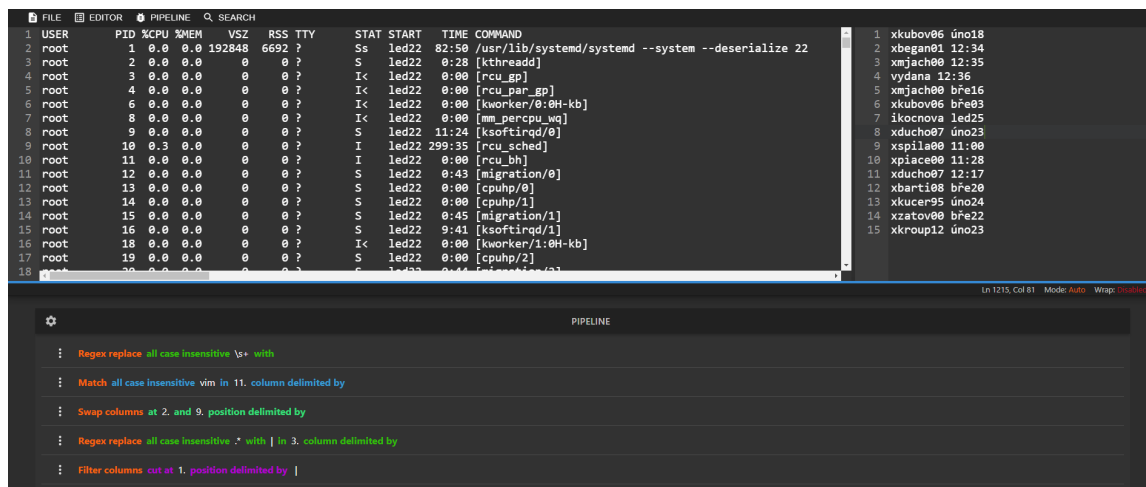 FILE EDITOR PIPELINE SEARCH
1 USER PID %CPU %MEM VSZ RSS TTY STAT START TIME COMMAND
2 root 1 0.0 0.0 192848 6692 ? Ss led22 82:50 /usr/lib/systemd/systemd --system --deserialize 22
3 root 2 0.0 0.0 0 0 ? S led22 0:28 [kthreadd]
4 root 3 0.0 0.0 0 0 ? I< led22 0:00 [rcu_gp]
5 root 4 0.0 0.0 0 0 ? I< led22 0:00 [rcu_par_gp]
6 root 6 0.0 0.0 0 0 ? I< led22 0:00 [kworker/0:0H-kb]
7 root 8 0.0 0.0 0 0 ? I< led22 0:00 [mm_percpu_wq]
8 root 9 0.0 0.0 0 0 ? S led22 11:24 [ksoftirqd/0]
9 root 10 0.3 0.0 0 0 ? I led22 299:35 [rcu_sched]
10 root 11 0.0 0.0 0 0 ? I led22 0:00 [rcu_bh]
11 root 12 0.0 0.0 0 0 ? S led22 0:43 [migration/0]
12 root 13 0.0 0.0 0 0 ? S led22 0:00 [cpuhp/0]
13 root 14 0.0 0.0 0 0 ? S led22 0:00 [cpuhp/1]
14 root 15 0.0 0.0 0 0 ? S led22 0:45 [migration/1]
15 root 16 0.0 0.0 0 0 ? S led22 9:41 [ksoftirqd/1]
16 root 18 0.0 0.0 0 0 ? I< led22 0:00 [kworker/1:0H-kb]
17 root 19 0.0 0.0 0 0 ? S led22 0:00 [cpuhp/2]
18
1 xkubov06 úno18
2 xbegan01 12:34
3 xmjach00 12:35
4 vydana 12:36
5 xmjach00 bře16
6 xkubov06 bře03
7 ikocnova led25
8 xducho07 úno23
9 xspila00 11:00
10 xpiace00 11:28
11 xducho07 12:17
12 xbarti08 bře20
13 xkucer95 úno24
14 xzatov00 bře22
15 xkroup12 úno23
Ln 1215, Col 81 Mode: Auto Wrap: Disabled
PIPELINE
Regex replace all case insensitive \s+ with
Match all case insensitive vim in 11. column delimited by
Swap columns at 2. and 9. position delimited by
Regex replace all case insensitive .* with | in 3. column delimited by
Filter columns cut at 1. position delimited by |